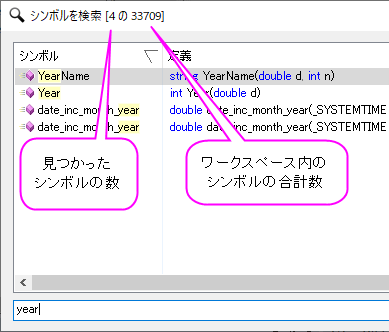 シンボルを検索 [4 の 33709]
シンボル 定義
YearName string YearName(double d, int n)
Year int Year(double d)
date_inc_month_year double date_inc_month_year(_SYSTEMTIME
date_inc_month_year double date_inc_month_year(_SYSTEMTIME
見つかった
シンボルの数
ワークスペース内の
シンボルの合計数
year